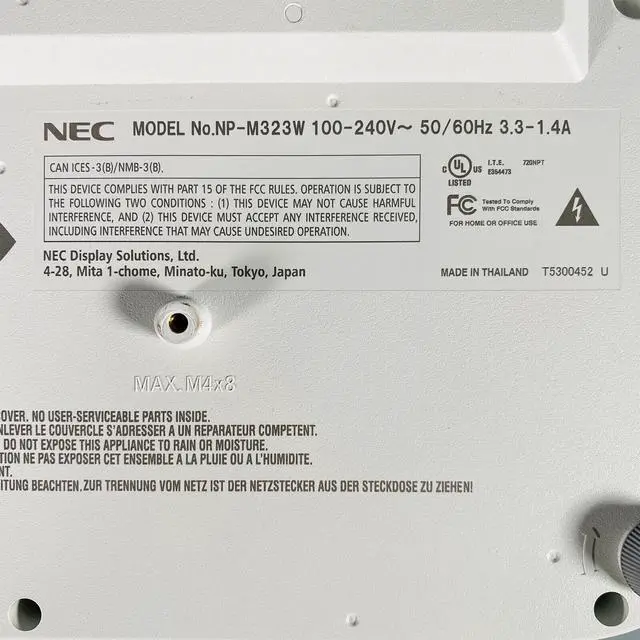 NEC MODEL No.NP-M323W 100-240V~ 50/60Hz 3.3-1.4A
CAN ICES-3(B)/NMB-3(B).
THIS DEVICE COMPLIES WITH PART 15 OF THE FCC RULES. OPERATION IS SUBJECT TO
THE FOLLOWING TWO CONDITIONS : (1) THIS DEVICE MAY NOT CAUSE HARMFUL
INTERFERENCE, AND (2) THIS DEVICE MUST ACCEPT ANY INTERFERENCE RECEIVED,
INCLUDING INTERFERENCE THAT MAY CAUSE UNDESIRED OPERATION.
NEC Display Solutions, Ltd.
4-28, Mita 1-chome, Minato-ku, Tokyo, Japan
c UL us I.T.E. 720NPT
LISTED E354473
FC Tested To Comply
With FCC Standards
FOR HOME OR OFFICE USE
MADE IN THAILAND T5300452 U
MAX. M4x8
OVER. NO USER-SERVICEABLE PARTS INSIDE.
NLEVER LE COUVERCLE S'ADRESSER A UN REPARATEUR COMPETENT.
DO NOT EXPOSE THIS APPLIANCE TO RAIN OR MOISTURE.
TION NE PAS EXPOSER CET ENSEMBLE A LA PLUIE OU A L'HUMIDITE.
NT.
ITUNG BEACHTEN.ZUR TRENNUNG VOM NETZ IST DER NETZSTECKER AUS DER STECKDOSE ZU ZIEHEN!